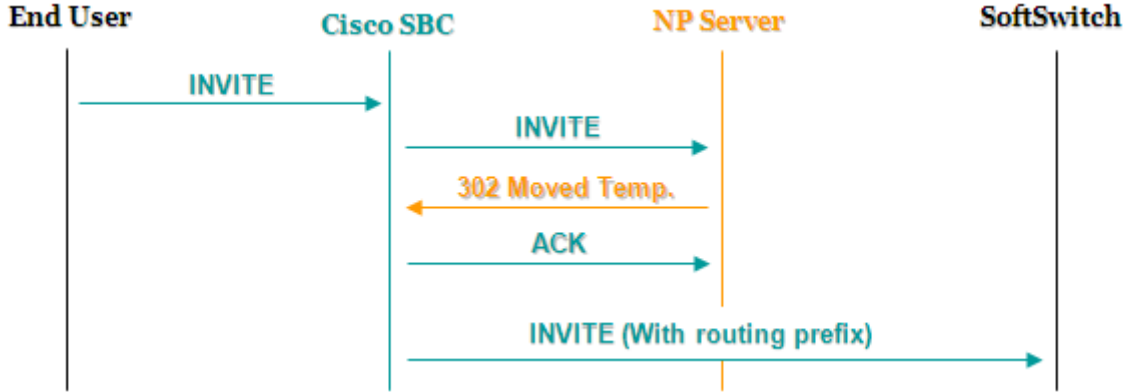 End User
Cisco SBC
NP Server
SoftSwitch
INVITE
INVITE
302 Moved Temp.
ACK
INVITE (With routing prefix)